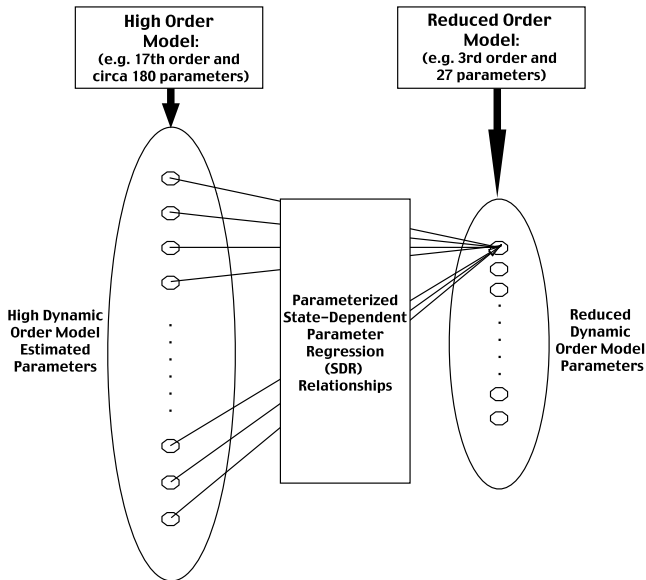 High Order
Model:
(e.g. 17th order and
circa 180 parameters)
Reduced Order
Model:
(e.g. 3rd order and
27 parameters)
High Dynamic
Order Model
Estimated
Parameters
Parameterized
State-Dependent
Parameter
Regression
(SDR)
Relationships
Reduced
Dynamic
Order Model
Parameters